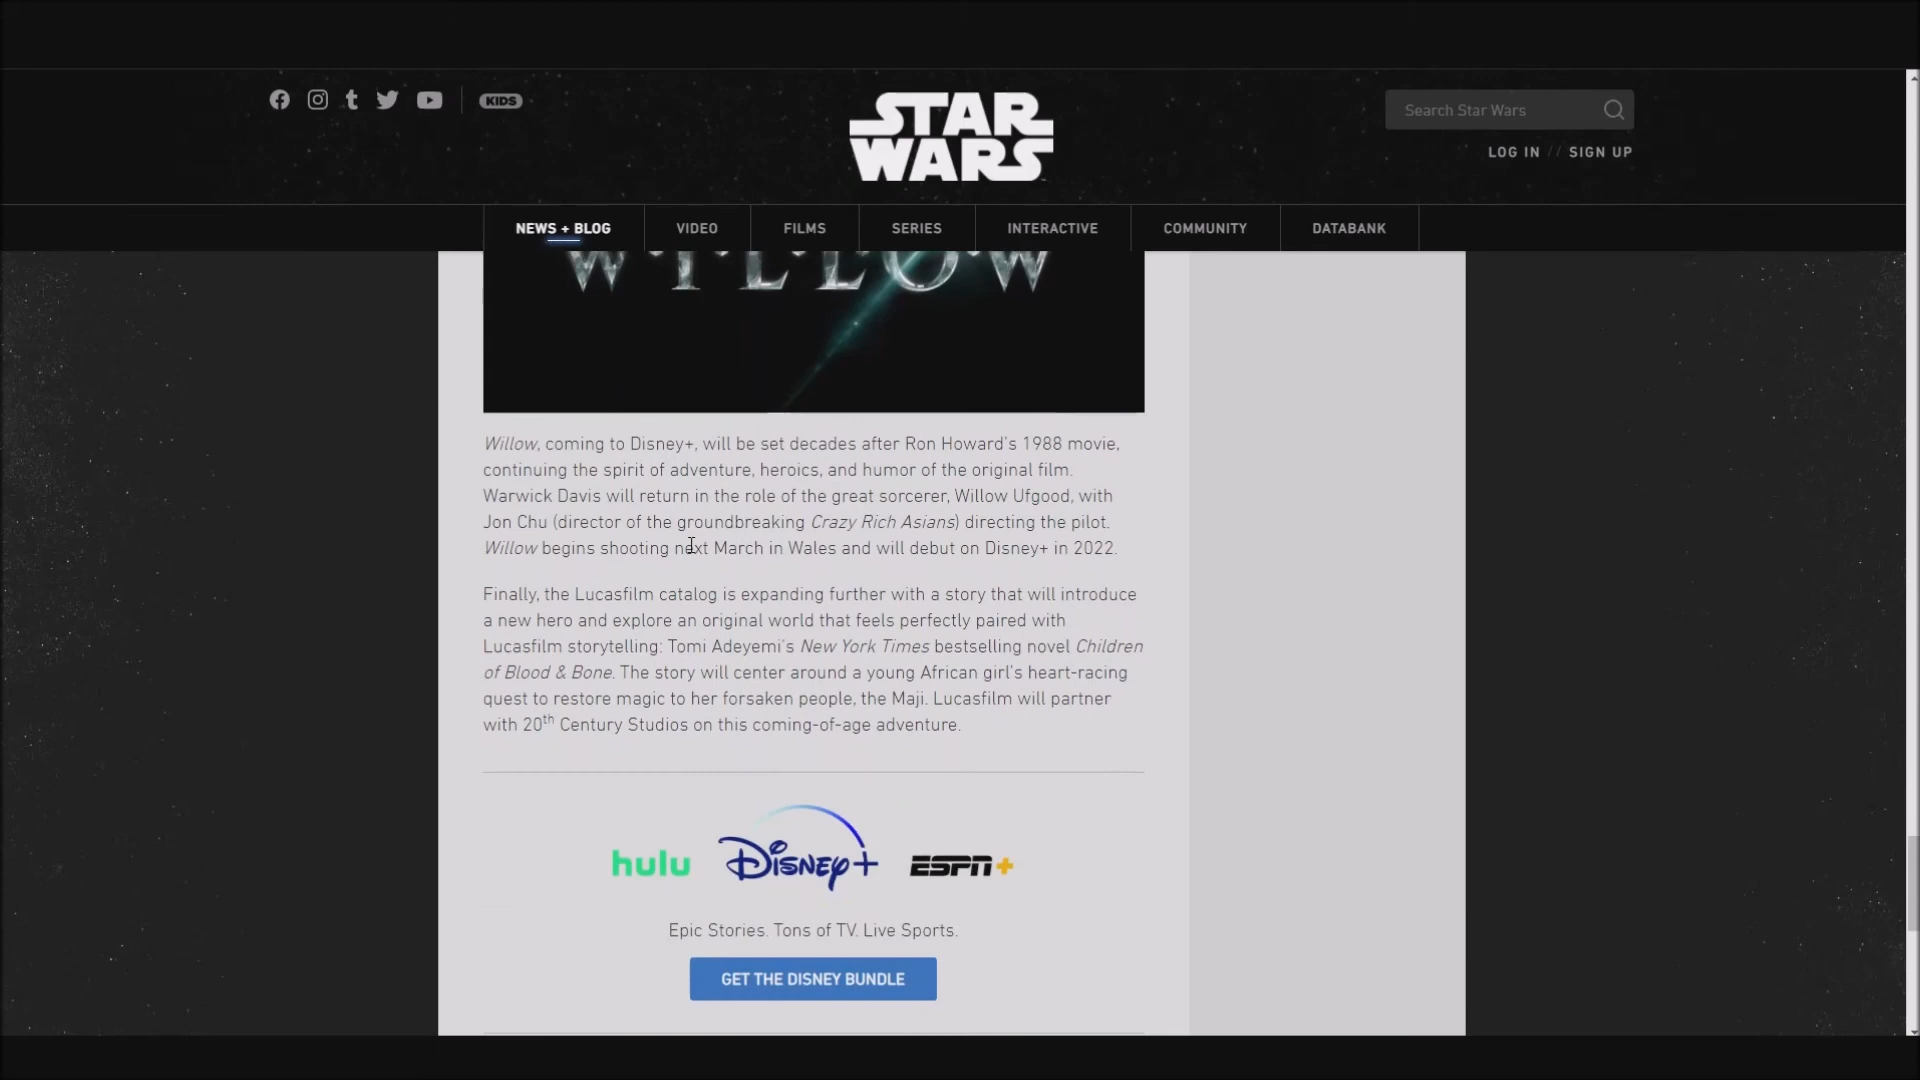 KIDS
STAR
WARS
Search Star Wars
LOG IN // SIGN UP
NEWS + BLOG
VIDEO
FILMS
SERIES
INTERACTIVE
COMMUNITY
DATABANK
WILLOW
Willow, coming to Disney+, will be set decades after Ron Howard's 1988 movie,
continuing the spirit of adventure, heroics, and humor of the original film.
Warwick Davis will return in the role of the great sorcerer, Willow Ufgood, with
Jon Chu (director of the groundbreaking Crazy Rich Asians) directing the pilot.
Willow begins shooting next March in Wales and will debut on Disney+ in 2022.
Finally, the Lucasfilm catalog is expanding further with a story that will introduce
a new hero and explore an original world that feels perfectly paired with
Lucasfilm storytelling: Tomi Adeyemi's New York Times bestselling novel Children
of Blood & Bone. The story will center around a young African girl's heart-racing
quest to restore magic to her forsaken people, the Maji. Lucasfilm will partner
with 20th Century Studios on this coming-of-age adventure.
hulu
Disney+
ESPN+
Epic Stories. Tons of TV. Live Sports.
GET THE DISNEY BUNDLE